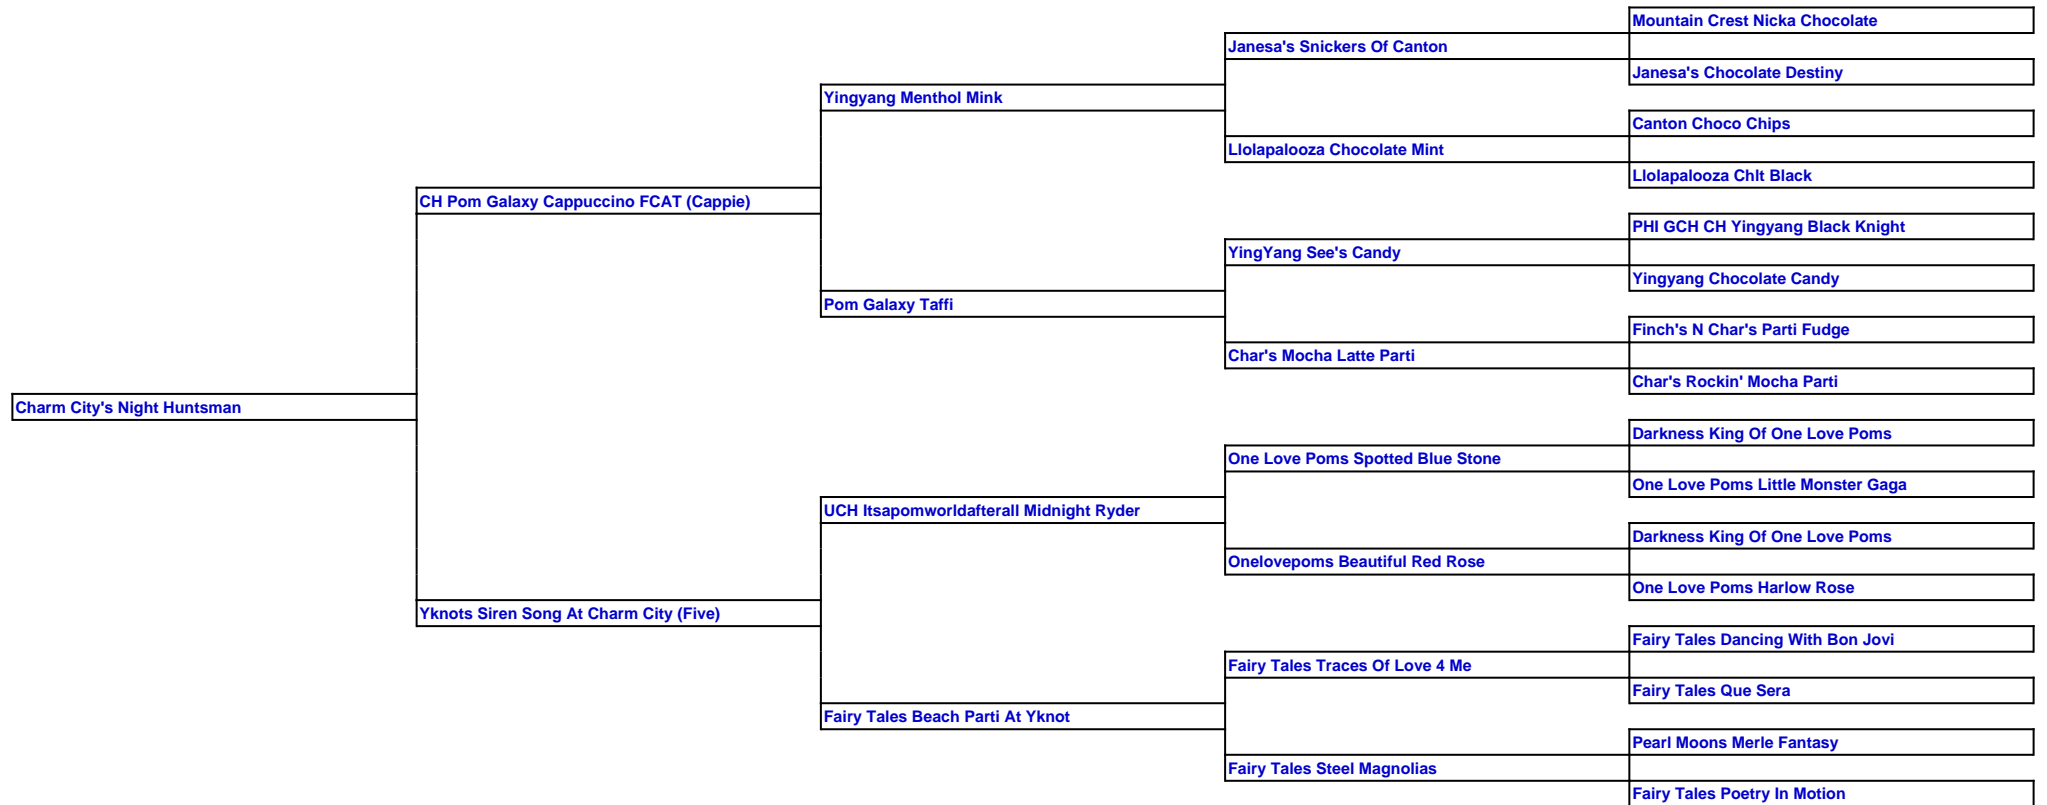 Mountain Crest Nicka Chocolate
Janesa's Snickers Of Canton
Janesa's Chocolate Destiny
Yingyang Menthol Mink
Canton Choco Chips
Llolapalooza Chocolate Mint
Llolapalooza Chlt Black
CH Pom Galaxy Cappuccino FCAT (Cappie)
PHI GCH CH Yingyang Black Knight
YingYang See's Candy
Yingyang Chocolate Candy
Pom Galaxy Taffi
Finch's N Char's Parti Fudge
Char's Mocha Latte Parti
Char's Rockin' Mocha Parti
Charm City's Night Huntsman
Darkness King Of One Love Poms
One Love Poms Spotted Blue Stone
One Love Poms Little Monster Gaga
UCH Itsapomworldafterall Midnight Ryder
Darkness King Of One Love Poms
Onelovepoms Beautiful Red Rose
One Love Poms Harlow Rose
Yknots Siren Song At Charm City (Five)
Fairy Tales Dancing With Bon Jovi
Fairy Tales Traces Of Love 4 Me
Fairy Tales Que Sera
Fairy Tales Beach Parti At Yknot
Pearl Moons Merle Fantasy
Fairy Tales Steel Magnolias
Fairy Tales Poetry In Motion